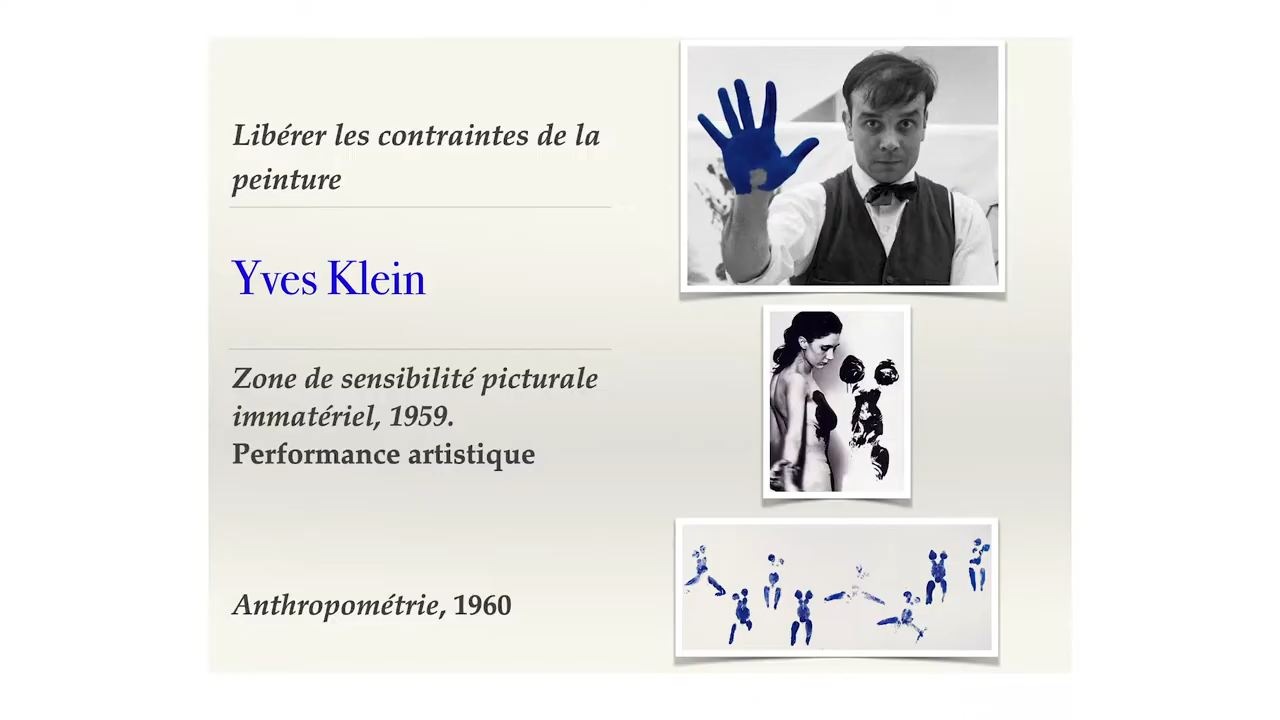 Libérer les contraintes de la
peinture
Yves Klein
Zone de sensibilité picturale
immatériel, 1959.
Performance artistique
Anthropométrie, 1960